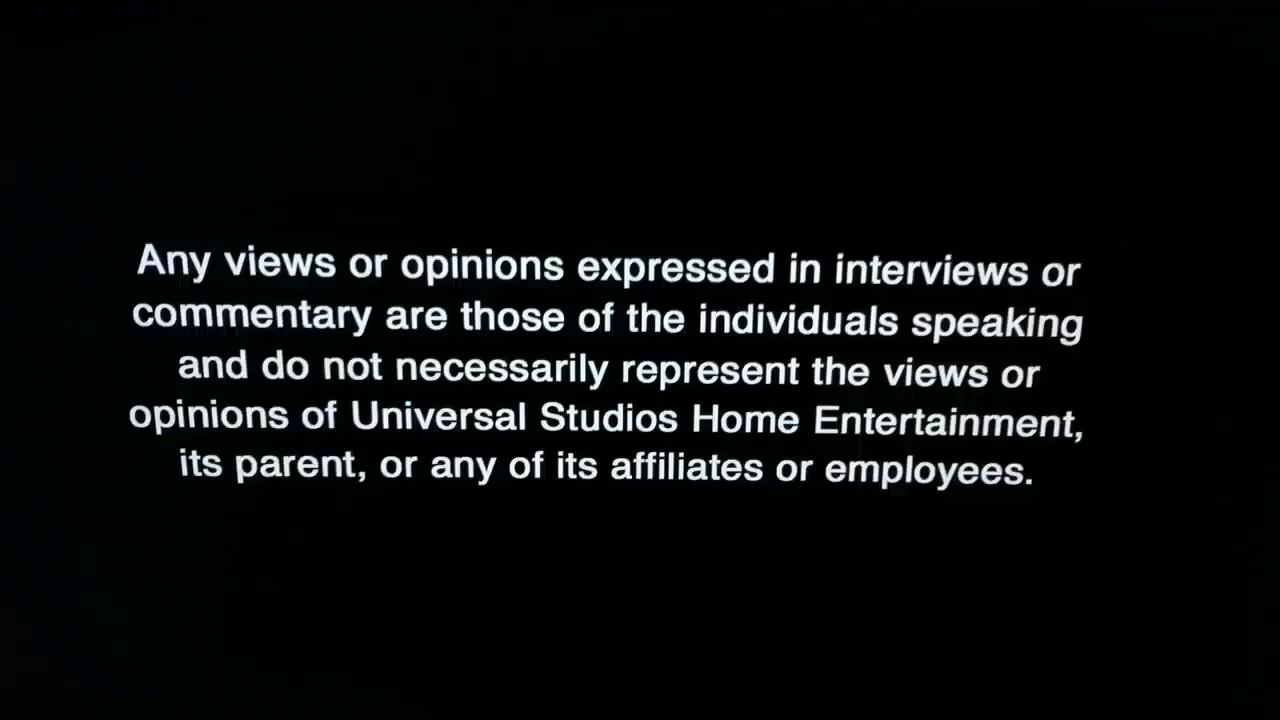 Any views or opinions expressed in interviews or
commentary are those of the individuals speaking
and do not necessarily represent the views or
opinions of Universal Studios Home Entertainment,
its parent, or any of its affiliates or employees.